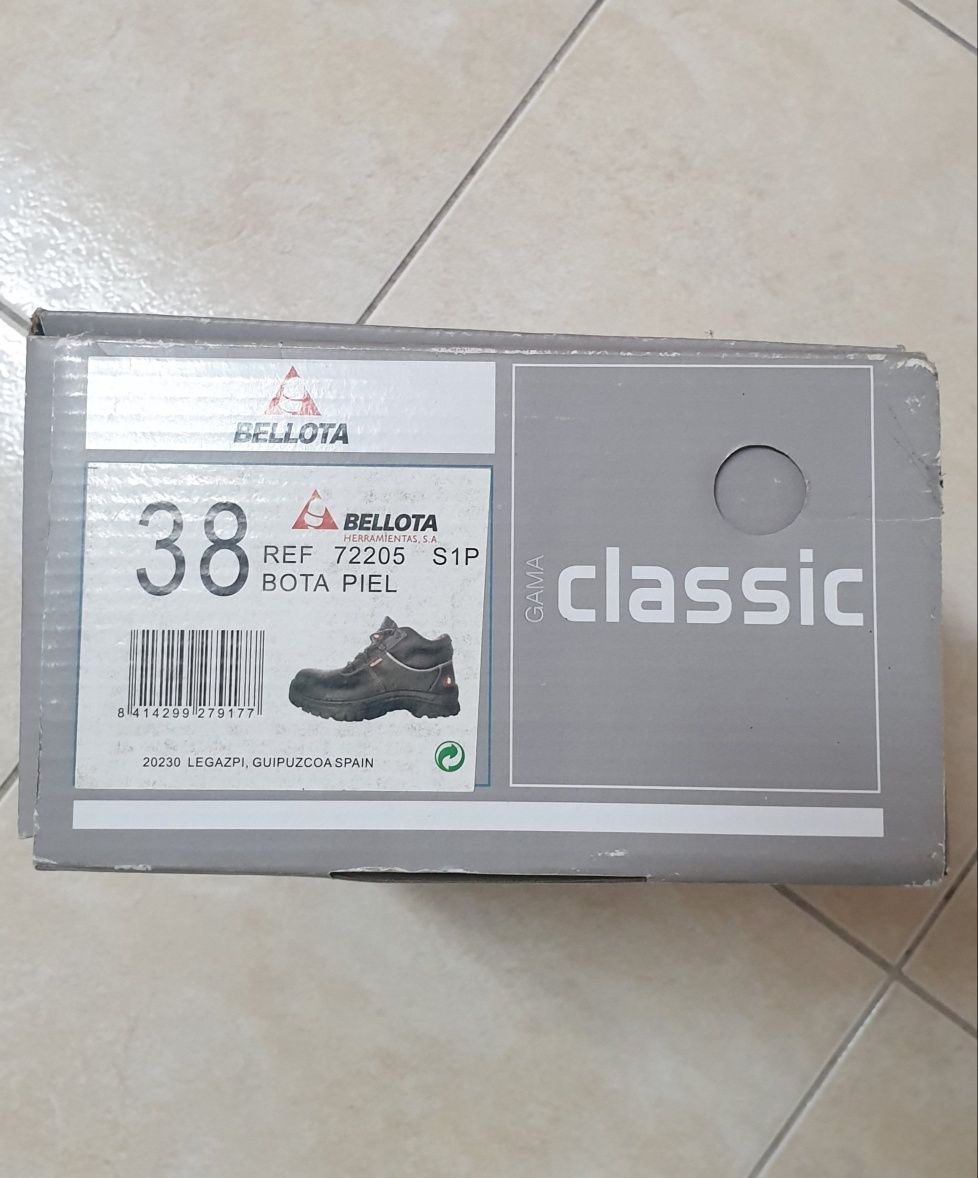 BELLOTA
38
BELLOTA
HERRAMIENTAS, S.A.
REF 72205 S1P
BOTA PIEL
8 414299 279177
20230 LEGAZPI, GUIPUZCOA SPAIN
GAMA
classic